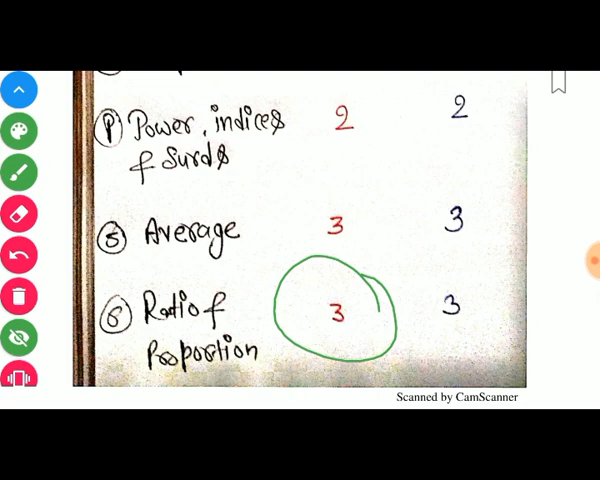 ④ Power, indices 2 2
& Surds
⑤ Average 3 3
⑥ Ratio & 3 3
Proportion
Scanned by CamScanner